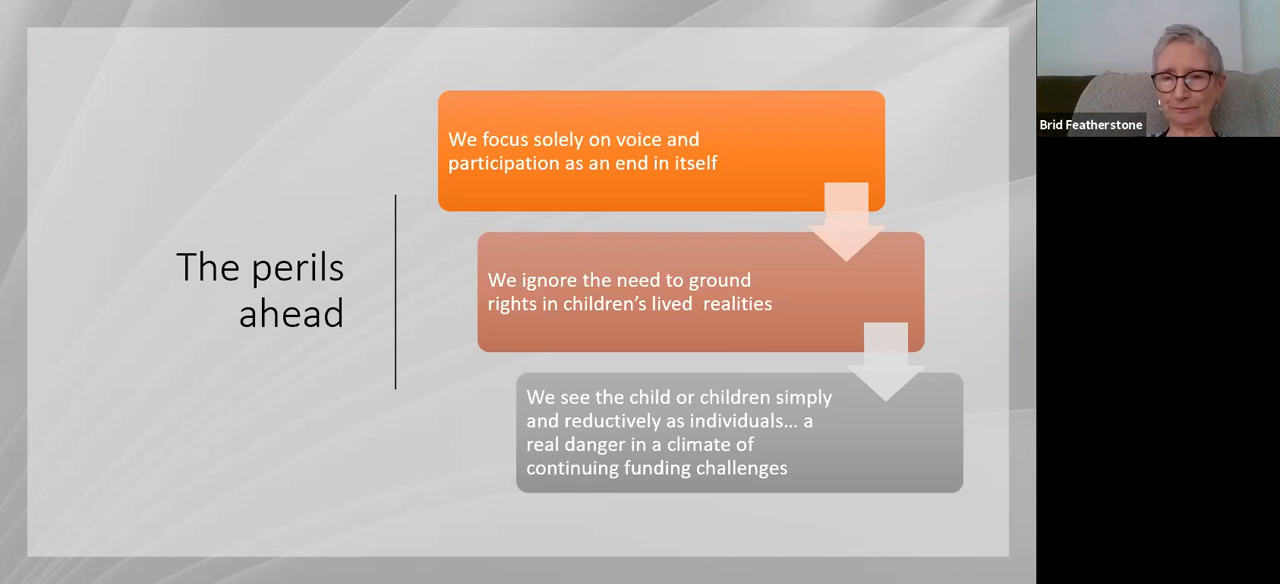 The perils
ahead
We focus solely on voice and
participation as an end in itself
We ignore the need to ground
rights in children’s lived  realities
We see the child or children simply
and reductively as individuals… a
real danger in a climate of
continuing funding challenges
Brid Featherstone